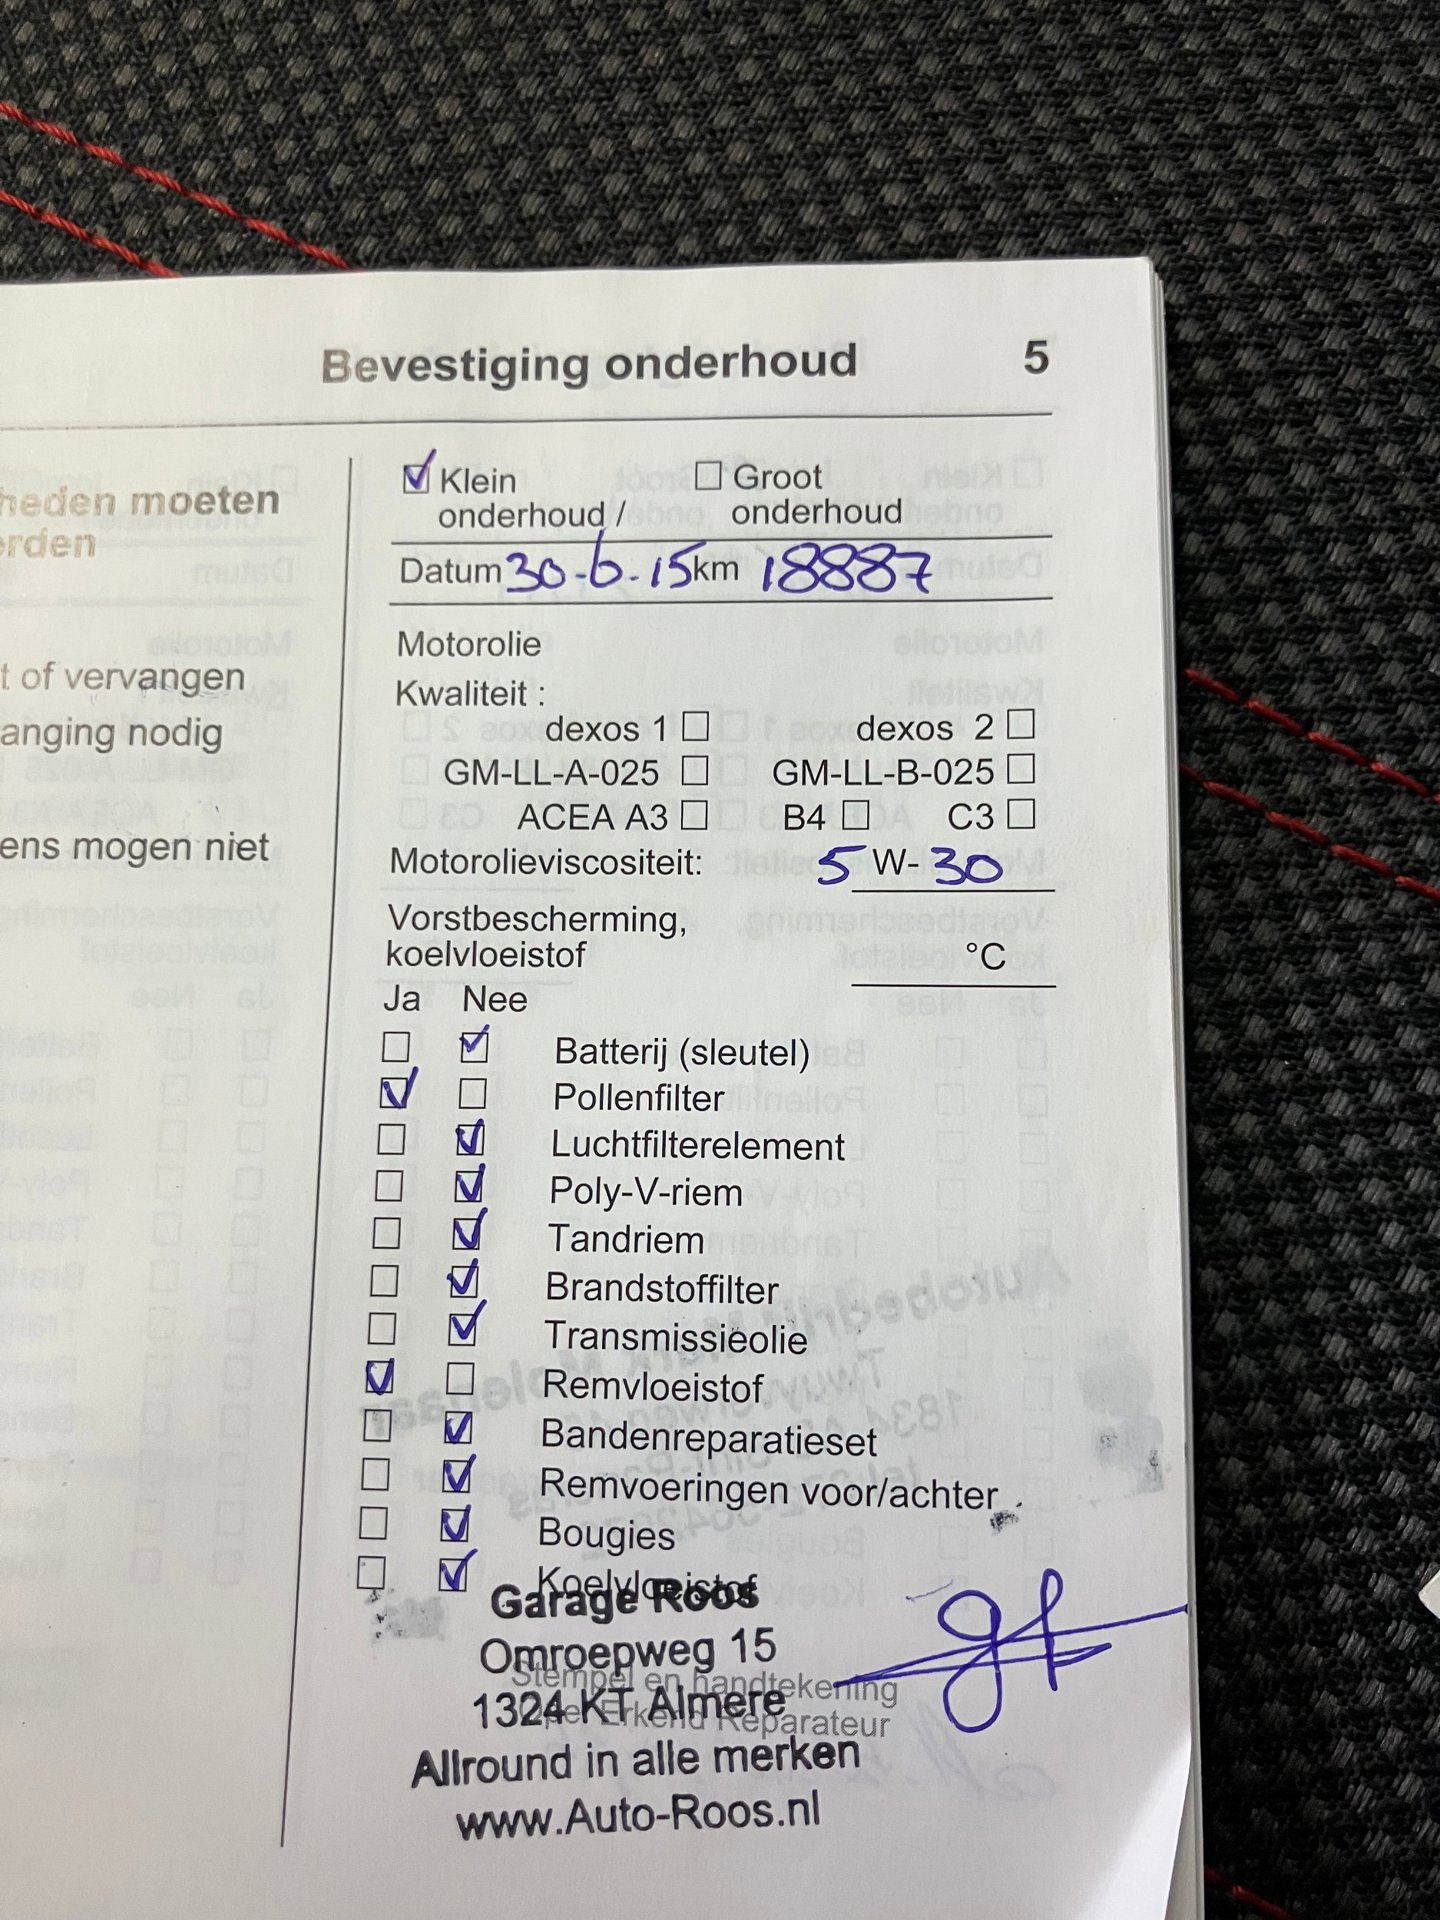 Bevestiging onderhoud 5
heden moeten
rden
t of vervangen
anging nodig
ens mogen niet
Klein Groot
onderhoud / onderhoud
Datum 30-6-15 km 18887
Motorolie
Kwaliteit :
dexos 1 dexos 2
GM-LL-A-025 GM-LL-B-025
ACEA A3 B4 C3
Motorolieviscositeit: 5 W- 30
Vorstbescherming,
koelvloeistof °C
Ja Nee
Batterij (sleutel)
Pollenfilter
Luchtfilterelement
Poly-V-riem
Tandriem
Brandstoffilter
Transmissieolie
Remvloeistof
Bandenreparatieset
Remvoeringen voor/achter
Bougies
Koelvloeistof
Garage Roos
Omroepweg 15
Stempel en handtekening
1324 KT Almere
Opel Erkend Reparateur
Allround in alle merken
www.Auto-Roos.nl